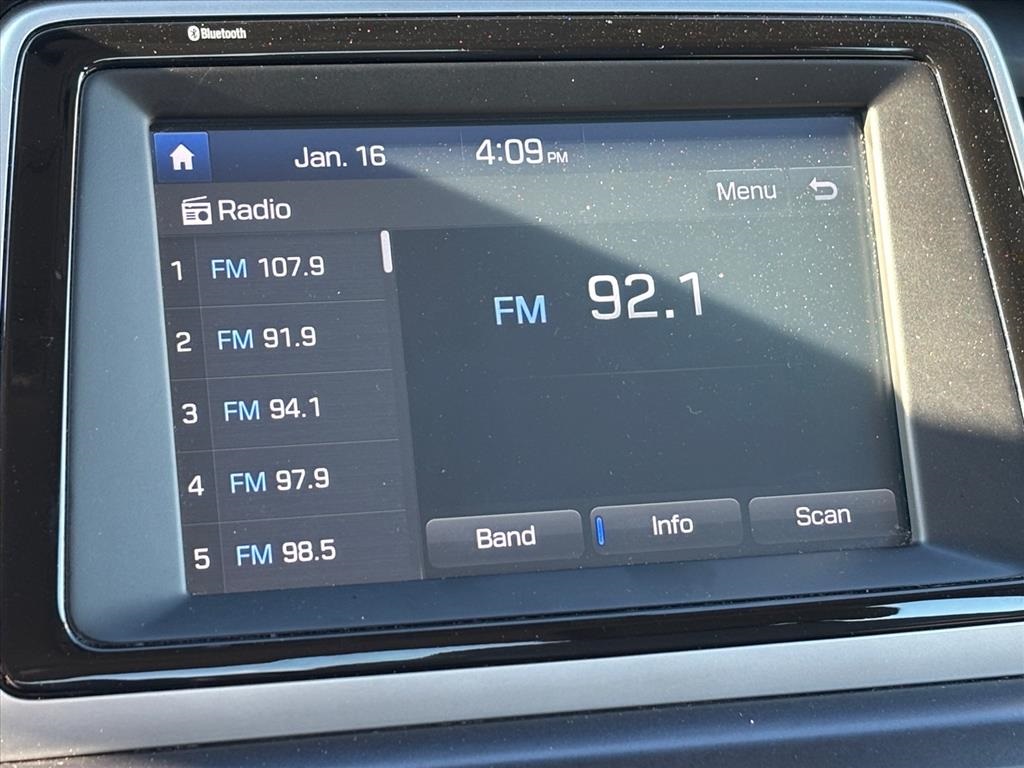 Bluetooth
Jan. 16 4:09 PM
Radio Menu
1 FM 107.9
FM 92.1
2 FM 91.9
3 FM 94.1
4 FM 97.9
5 FM 98.5
Band Info Scan